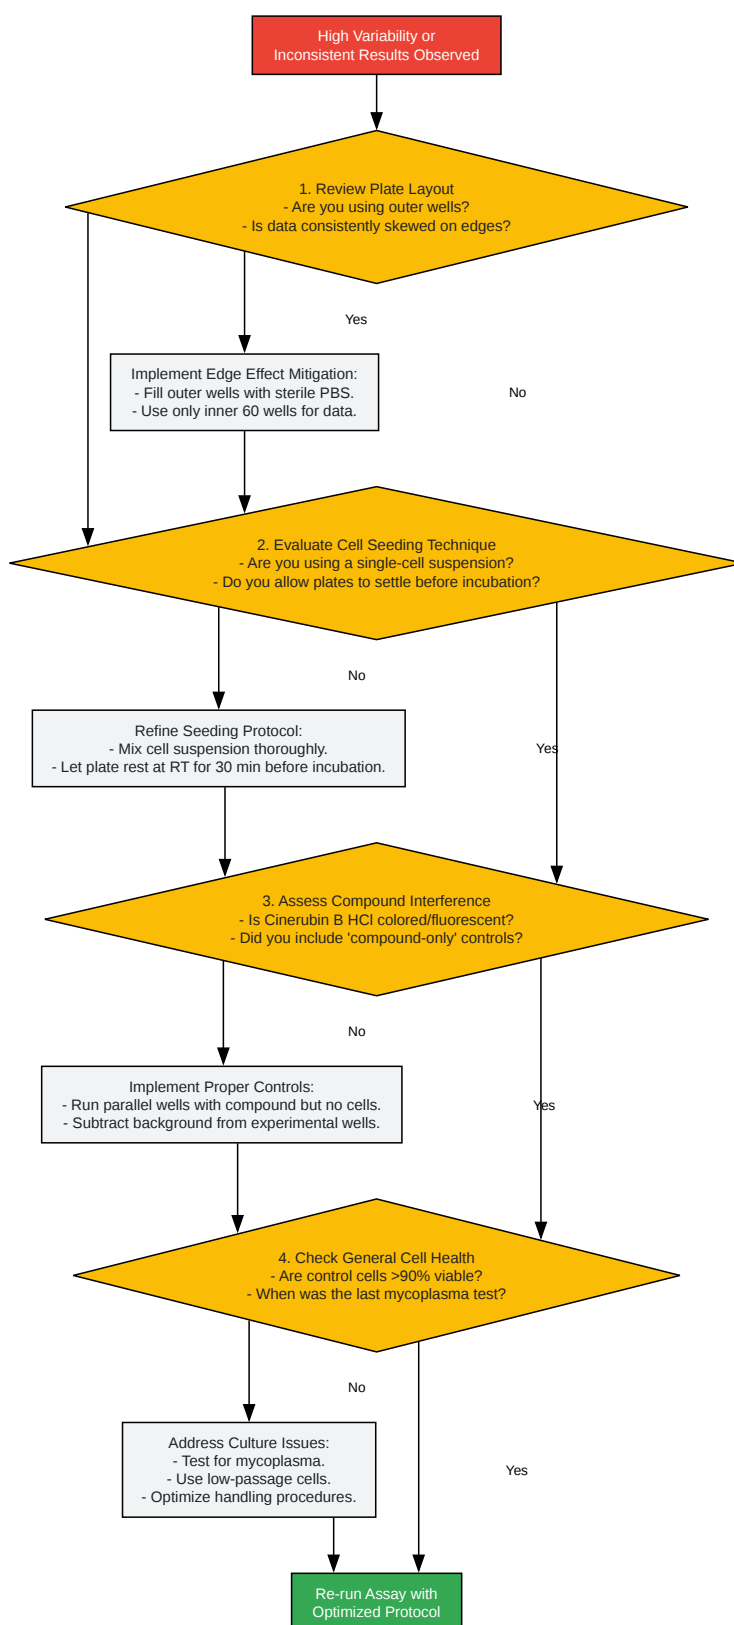 High Variability or
Inconsistent Results Observed
1. Review Plate Layout
- Are you using outer wells?
- Is data consistently skewed on edges?
Yes
Implement Edge Effect Mitigation:
- Fill outer wells with sterile PBS.
- Use only inner 60 wells for data.
No
2. Evaluate Cell Seeding Technique
- Are you using a single-cell suspension?
- Do you allow plates to settle before incubation?
No
Refine Seeding Protocol:
- Mix cell suspension thoroughly.
- Let plate rest at RT for 30 min before incubation.
Yes
3. Assess Compound Interference
- Is Cinerubin B HCl colored/fluorescent?
- Did you include 'compound-only' controls?
No
Implement Proper Controls:
- Run parallel wells with compound but no cells.
- Subtract background from experimental wells.
Yes
4. Check General Cell Health
- Are control cells >90% viable?
- When was the last mycoplasma test?
No
Address Culture Issues:
- Test for mycoplasma.
- Use low-passage cells.
- Optimize handling procedures.
Yes
Re-run Assay with
Optimized Protocol